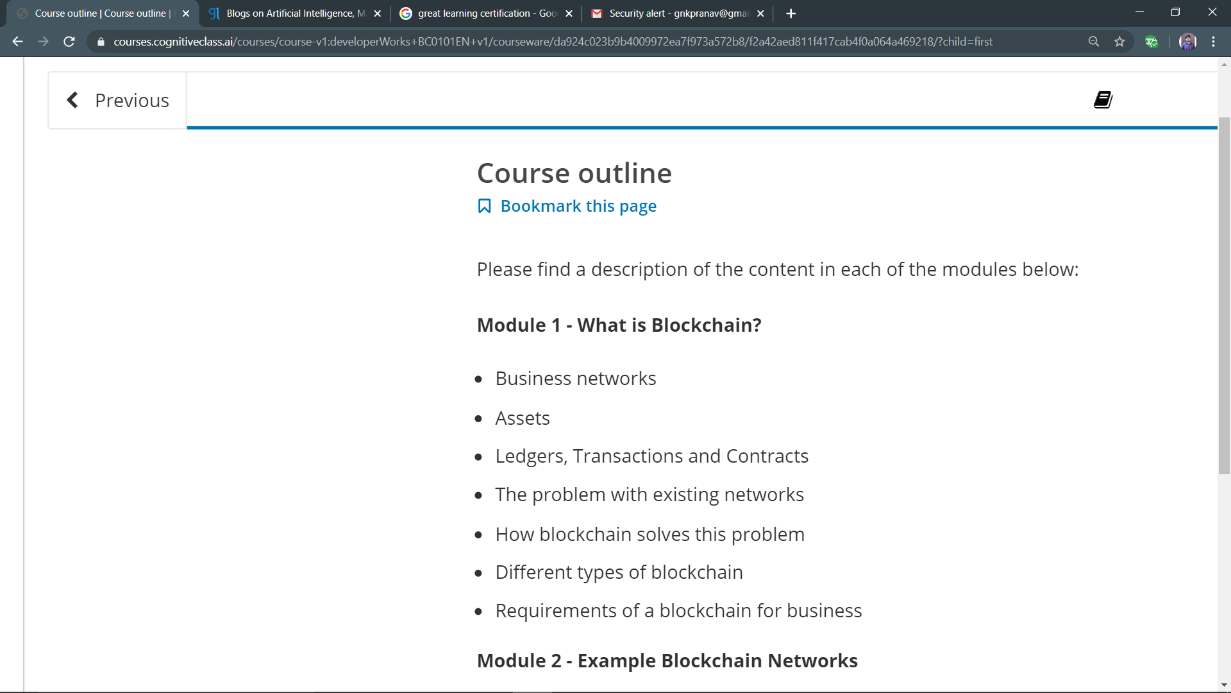 Course outline | Course outline |
gl Blogs on Artificial Intelligence, M
great learning certification - Goo
Security alert - gnkpranav@gmai
courses.cognitiveclass.ai/courses/course-v1:developerWorks+BC0101EN+v1/courseware/da924c023b9b4009972ea7f973a572b8/f2a42aed811f417cab4f0a064a469218/?child=first
Previous
Course outline
Bookmark this page
Please find a description of the content in each of the modules below:
Module 1 - What is Blockchain?
• Business networks
• Assets
• Ledgers, Transactions and Contracts
• The problem with existing networks
• How blockchain solves this problem
• Different types of blockchain
• Requirements of a blockchain for business
Module 2 - Example Blockchain Networks